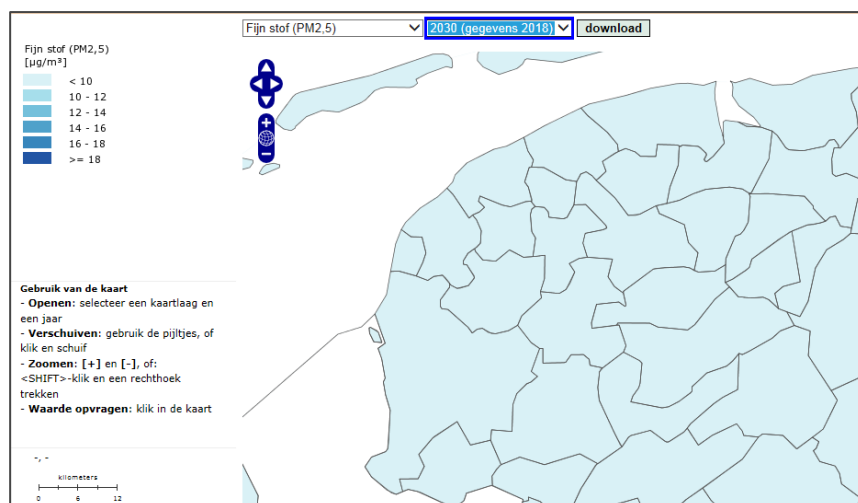 Fijn stof (PM2,5)
2030 (gegevens 2018)
download
Fijn stof (PM2,5)
[µg/m³]
< 10
10 - 12
12 - 14
14 - 16
16 - 18
>= 18
+
−
Gebruik van de kaart
- Openen: selecteer een kaartlaag en
een jaar
- Verschuiven: gebruik de pijltjes, of
klik en schuif
- Zoomen: [+] en [-], of:
<SHIFT>-klik en een rechthoek
trekken
- Waarde opvragen: klik in de kaart
-, -
kilometers
0 6 12